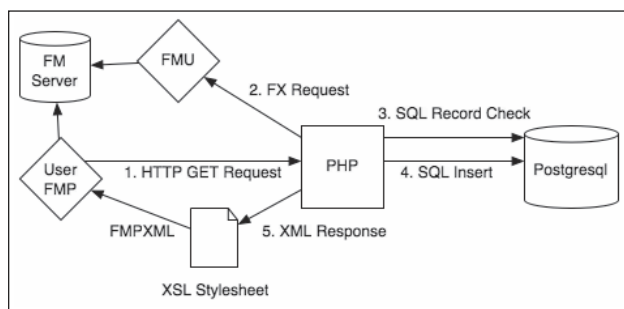 FM
Server
FMU
2. FX Request
3. SQL Record Check
User
FMP
1. HTTP GET Request
PHP
4. SQL Insert
Postgresql
FMPXML
5. XML Response
XSL Stylesheet